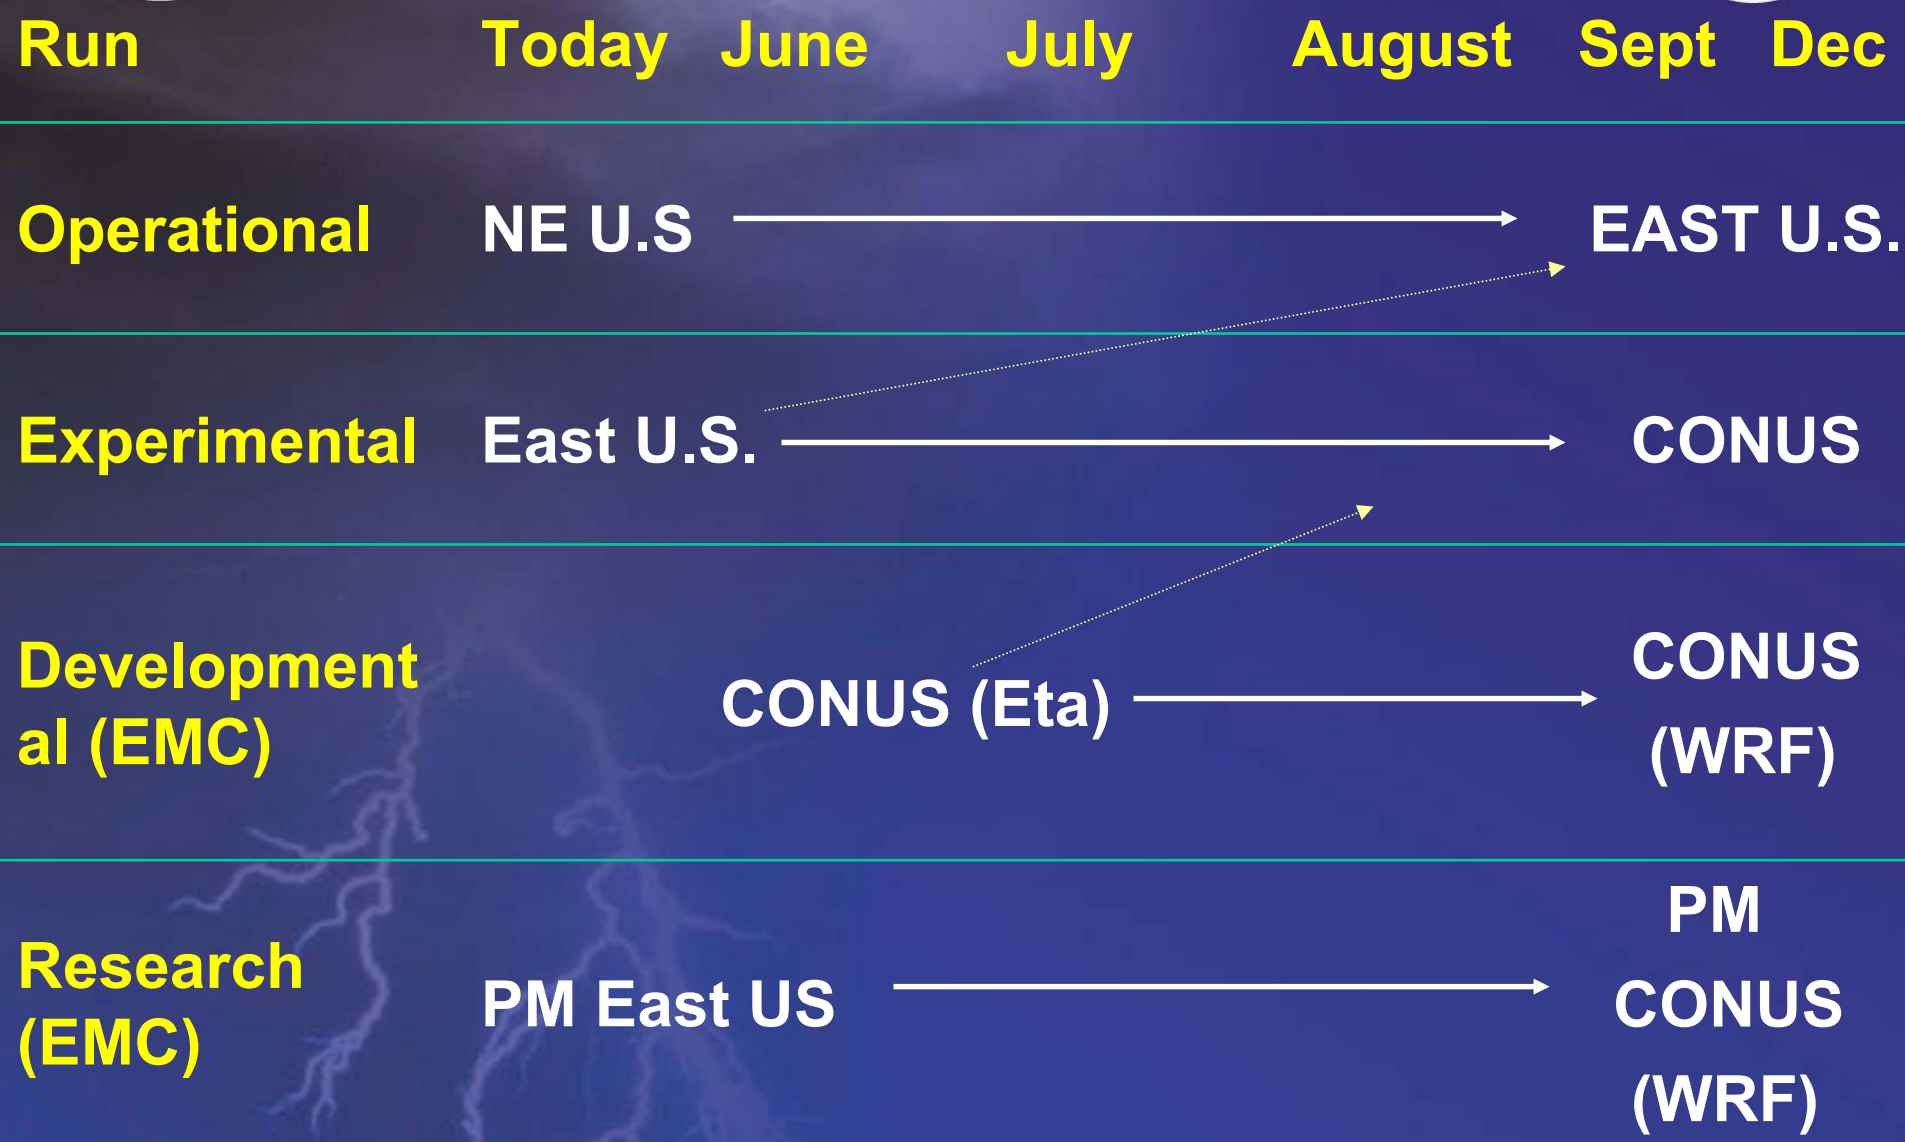 Run Today June July August Sept Dec
Operational NE U.S EAST U.S.
Experimental East U.S. CONUS
Development
al (EMC)
CONUS (Eta)
CONUS
(WRF)
Research
(EMC)
PM East US
PM
CONUS
(WRF)